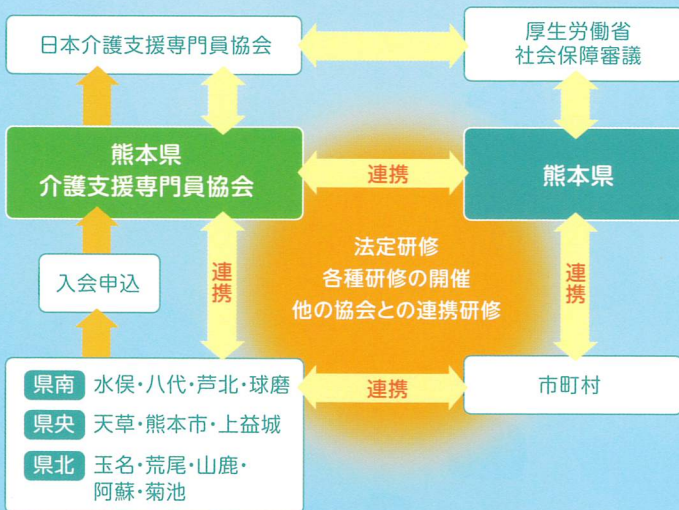 日本介護支援専門員協会
厚生労働省
社会保障審議
熊本県
介護支援専門員協会
連携
熊本県
法定研修
各種研修の開催
他の協会との連携研修
入会申込
連携
連携
県南 水俣・八代・芦北・球磨
県央 天草・熊本市・上益城
県北 玉名・荒尾・山鹿・
阿蘇・菊池
連携
市町村